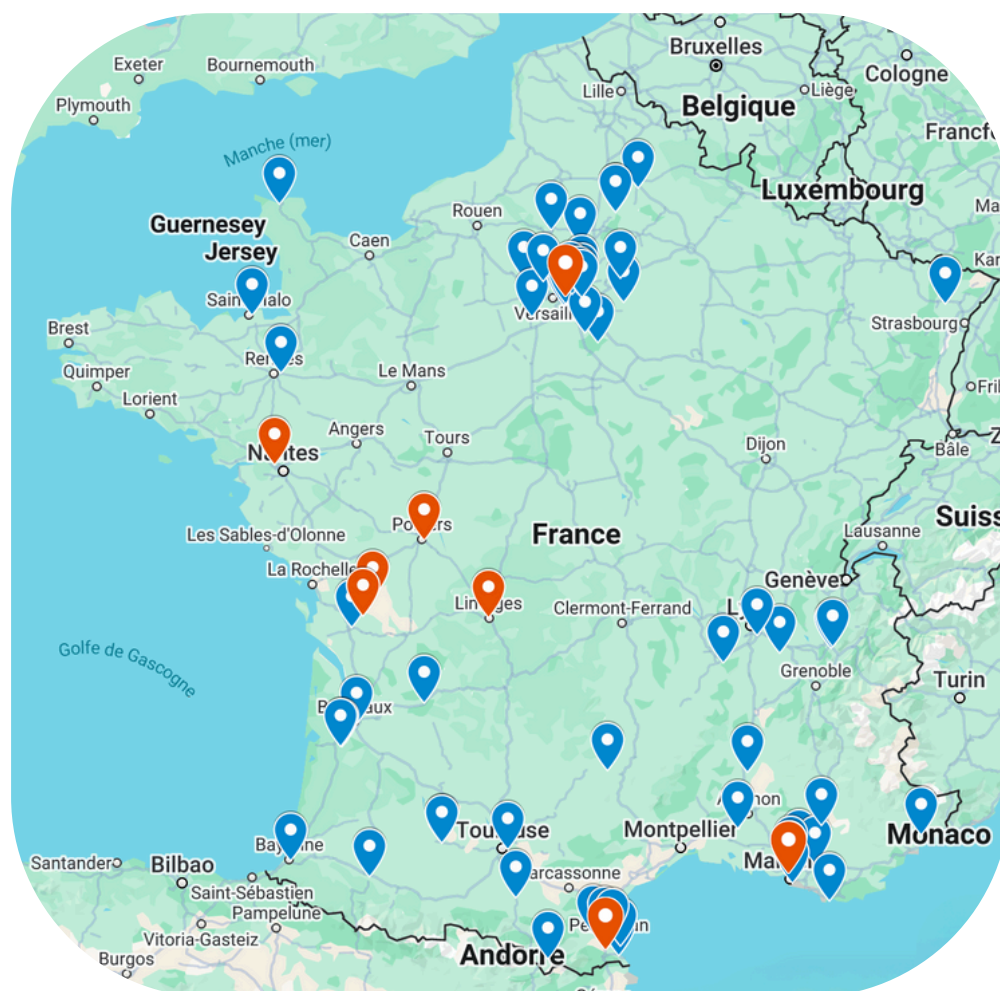 Bruxelles
Exeter
Bournemouth
Cologne
Lille
Liège
Plymouth
Belgique
Manche (mer)
Luxembourg
Rouen
Guernesey
Caen
Jersey
Strasbourg
Brest
Quimper
Le Mans
Lorient
Angers
Tours
Dijon
Bâle
Les Sables-d'Olonne
France
Lausanne
La Rochelle
Genève
Clermont-Ferrand
Golfe de Gascogne
Grenoble
Turin
Montpellier
Monaco
Santander
Bilbao
Saint-Sébastien
Pampelune
Vitoria-Gasteiz
Andorre
Burgos